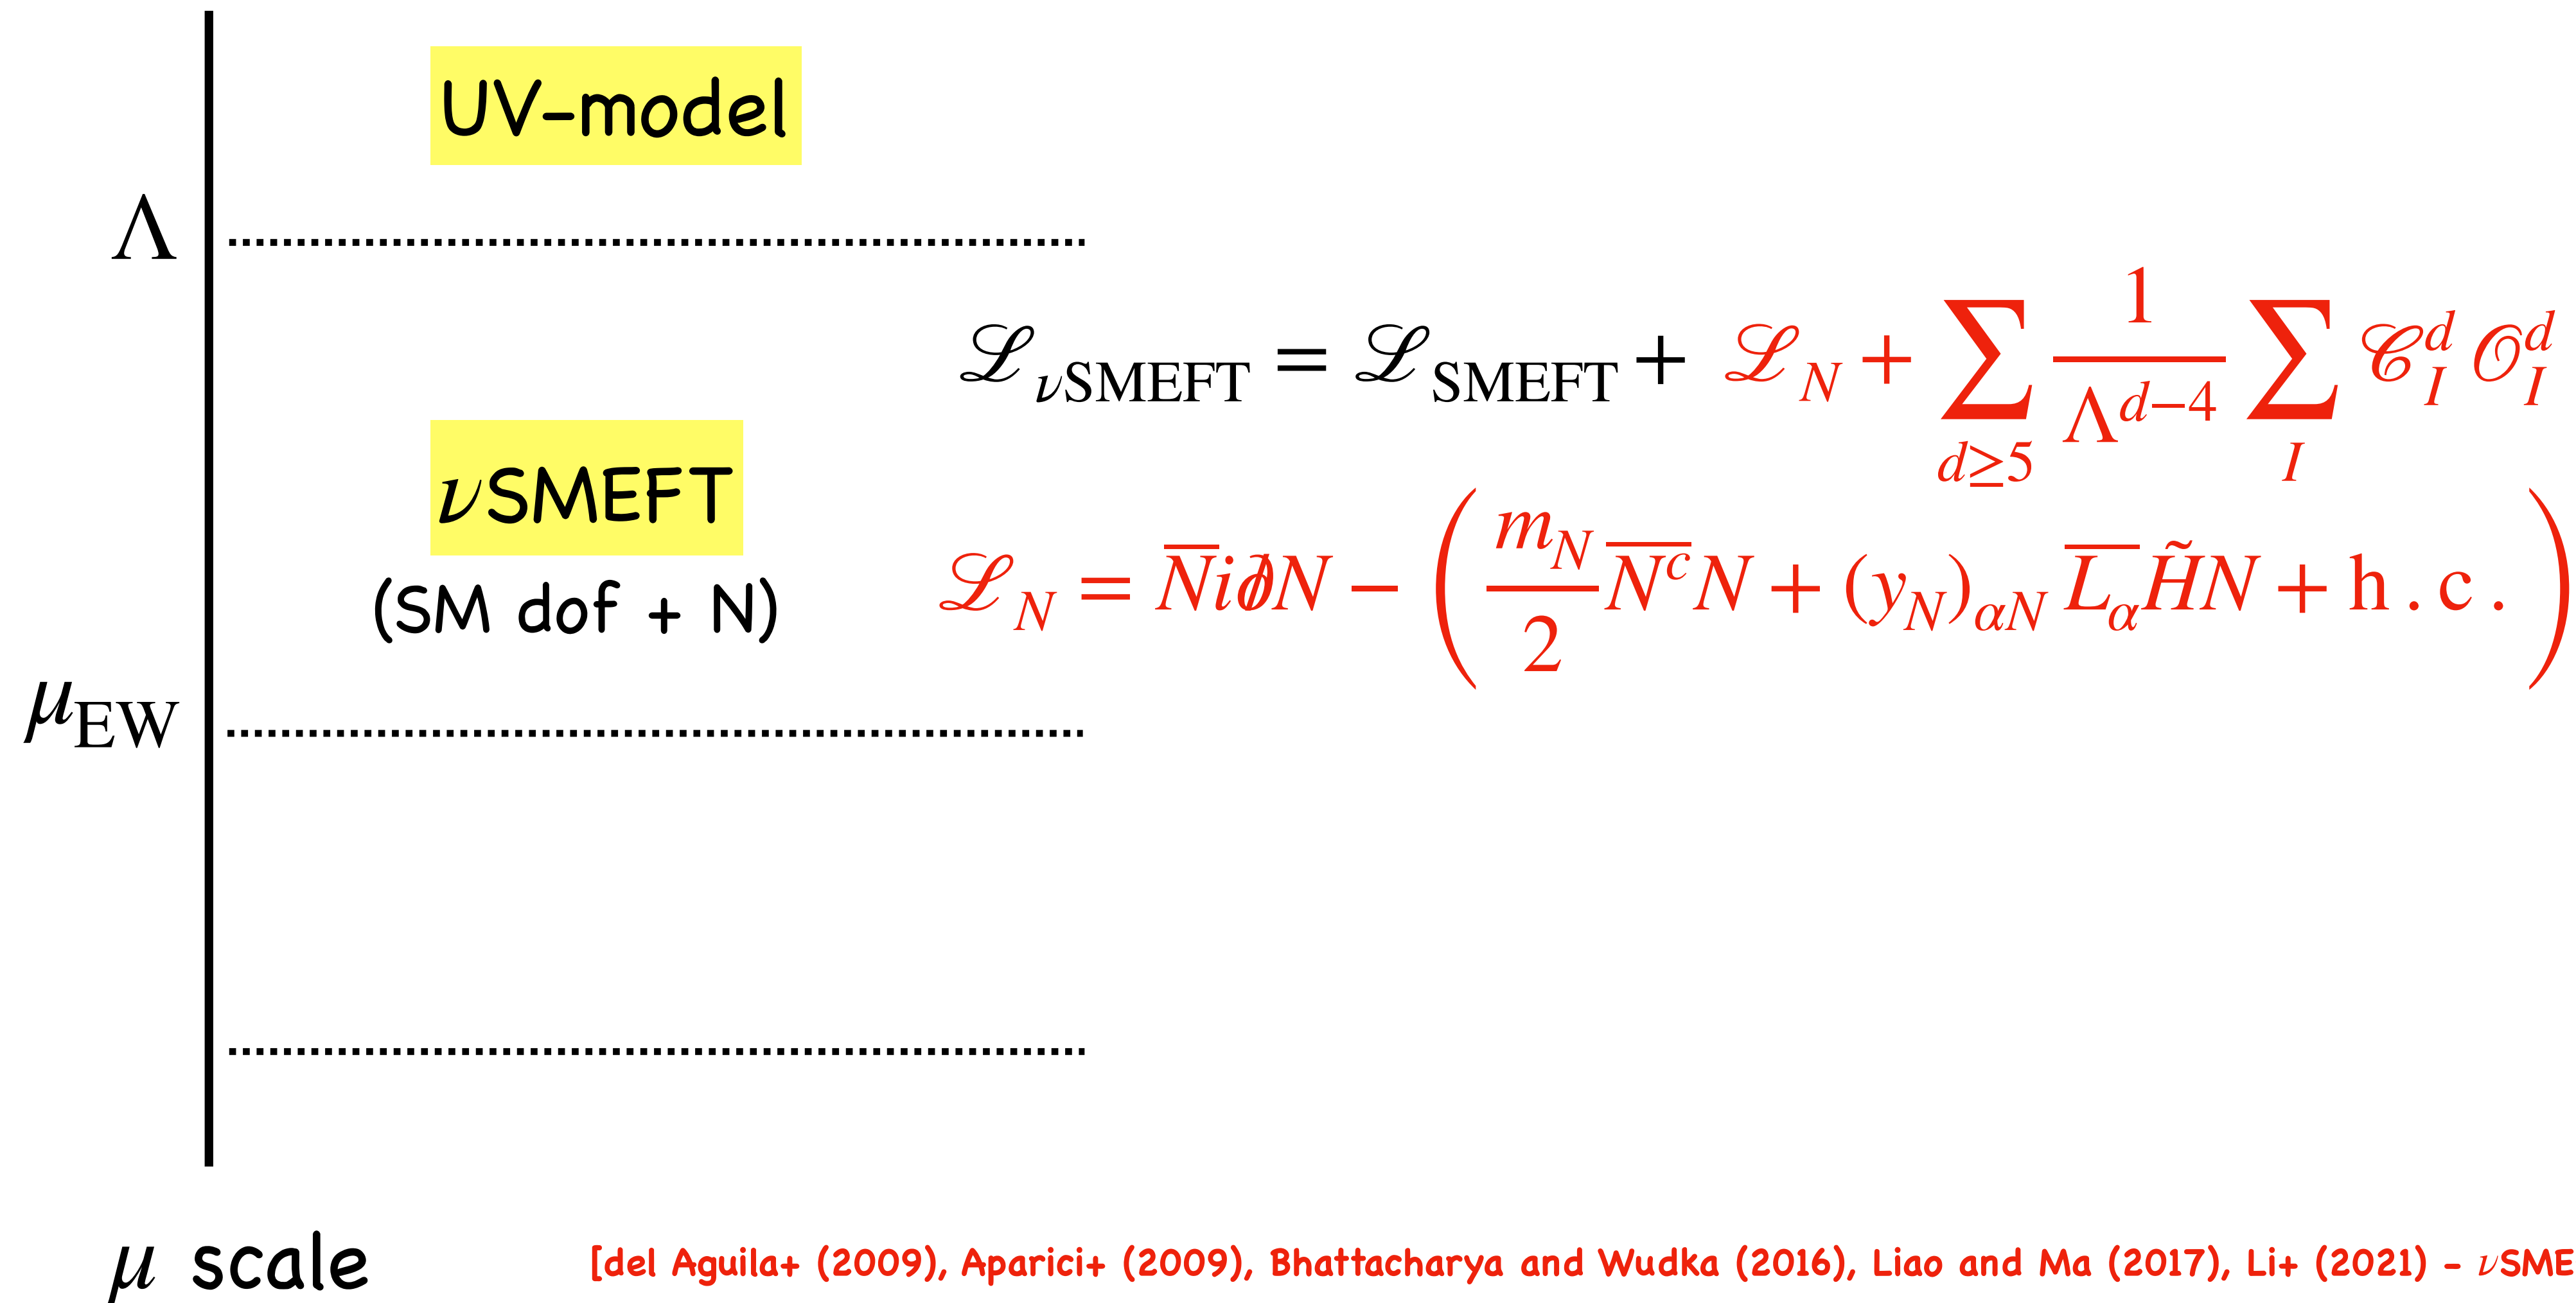 UV-model
Λ
ℒ_νSMEFT = ℒ_SMEFT + ℒ_N + ∑_{d≥5} 1/Λ^{d−4} ∑_I 𝒞_I^d 𝒪_I^d
νSMEFT
ℒ_N = N̅i∂̸N − ( m_N/2 \overline{N^c}N + (y_N)_{αN} \overline{L_α}H̃N + h.c. )
(SM dof + N)
μ_EW
μ scale
[del Aguila+ (2009), Aparici+ (2009), Bhattacharya and Wudka (2016), Liao and Ma (2017), Li+ (2021) - νSME